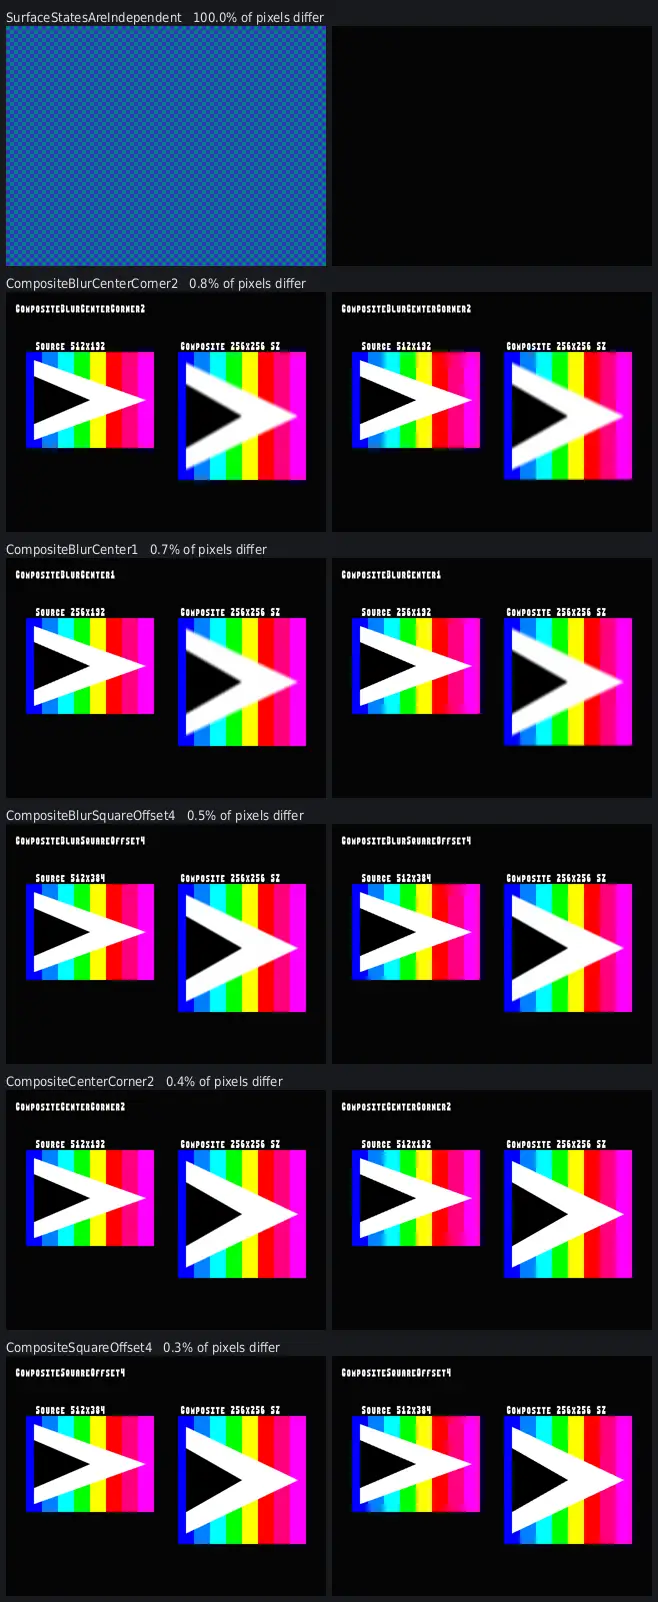 SurfaceStatesAreIndependent 100.0% of pixels differ
CompositeBlurCenterCorner2 0.8% of pixels differ
CompositeBlurCenterCorner2 CompositeBlurCenterCorner2
Source 512x192 Composite 256x256 SZ Source 512x192 Composite 256x256 SZ
CompositeBlurCenter1 0.7% of pixels differ
CompositeBlurCenter1 CompositeBlurCenter1
Source 256x192 Composite 256x256 SZ Source 256x192 Composite 256x256 SZ
CompositeBlurSquareOffset4 0.5% of pixels differ
CompositeBlurSquareOffset4 CompositeBlurSquareOffset4
Source 512x384 Composite 256x256 SZ Source 512x384 Composite 256x256 SZ
CompositeCenterCorner2 0.4% of pixels differ
CompositeCenterCorner2 CompositeCenterCorner2
Source 512x192 Composite 256x256 SZ Source 512x192 Composite 256x256 SZ
CompositeSquareOffset4 0.3% of pixels differ
CompositeSquareOffset4 CompositeSquareOffset4
Source 512x384 Composite 256x256 SZ Source 512x384 Composite 256x256 SZ